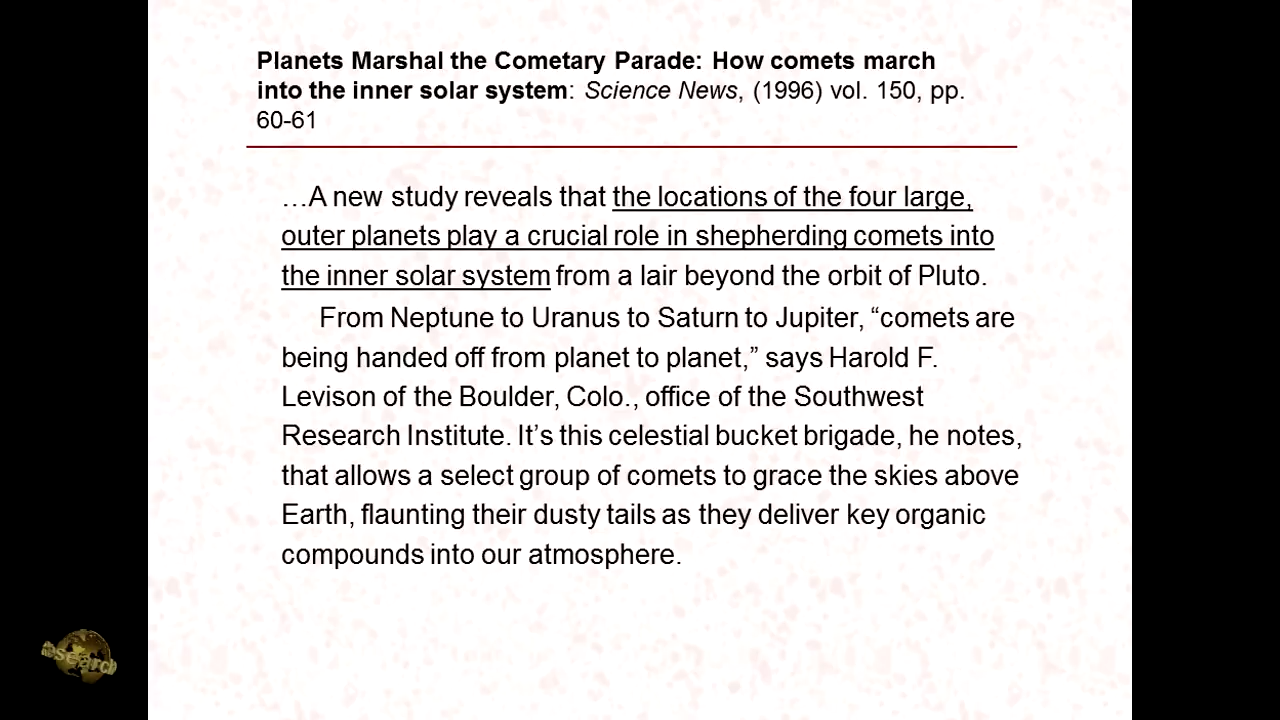 Planets Marshal the Cometary Parade: How comets march
into the inner solar system: Science News, (1996) vol. 150, pp.
60-61
…A new study reveals that the locations of the four large,
outer planets play a crucial role in shepherding comets into
the inner solar system from a lair beyond the orbit of Pluto.
From Neptune to Uranus to Saturn to Jupiter, “comets are
being handed off from planet to planet,” says Harold F.
Levison of the Boulder, Colo., office of the Southwest
Research Institute. It’s this celestial bucket brigade, he notes,
that allows a select group of comets to grace the skies above
Earth, flaunting their dusty tails as they deliver key organic
compounds into our atmosphere.